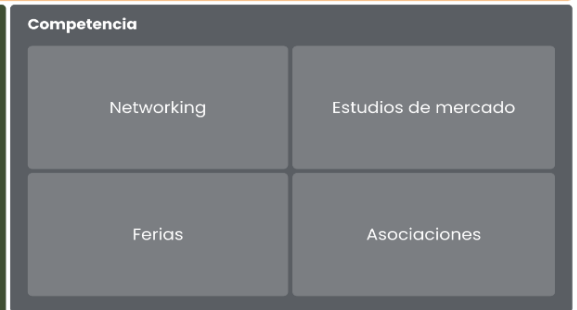 Competencia
Networking
Estudios de mercado
Ferias
Asociaciones